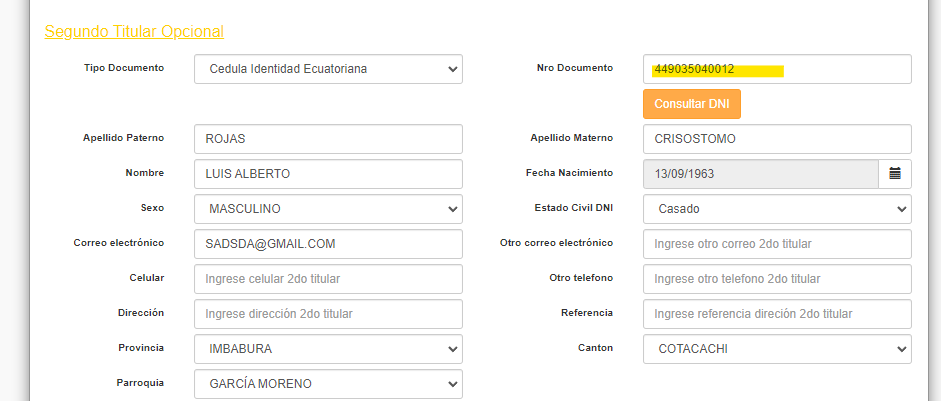 Segundo Titular Opcional
Tipo Documento Cedula Identidad Ecuatoriana Nro Documento 449035040012
Consultar DNI
Apellido Paterno ROJAS Apellido Materno CRISOSTOMO
Nombre LUIS ALBERTO Fecha Nacimiento 13/09/1963
Sexo MASCULINO Estado Civil DNI Casado
Correo electrónico SADSDA@GMAIL.COM Otro correo electrónico Ingrese otro correo 2do titular
Celular Ingrese celular 2do titular Otro telefono Ingrese otro telefono 2do titular
Dirección Ingrese dirección 2do titular Referencia Ingrese referencia direción 2do titular
Provincia IMBABURA Canton COTACACHI
Parroquia GARCÍA MORENO